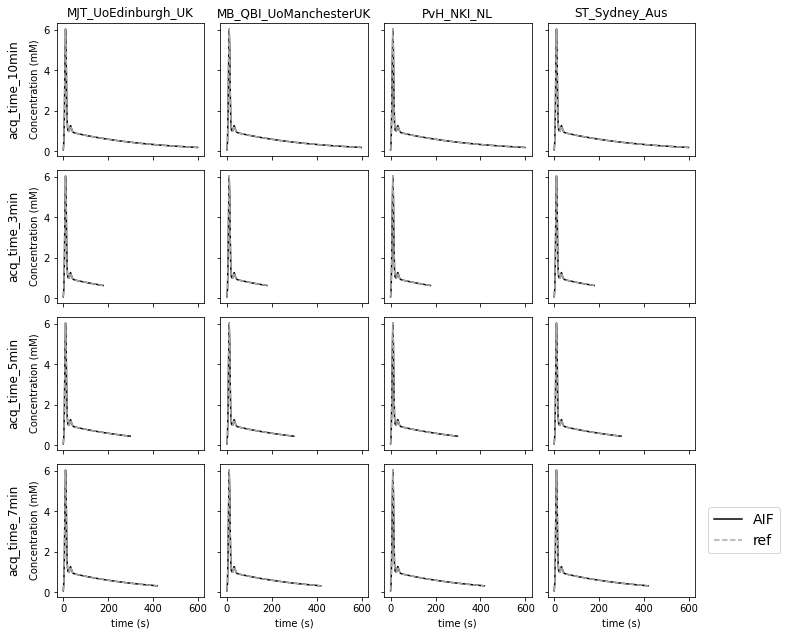 MJT_UoEdinburgh_UK MB_QBI_UoManchesterUK PvH_NKI_NL ST_Sydney_Aus
acq_time_10min
Concentration (mM)
6
4
2
0
acq_time_3min
Concentration (mM)
6
4
2
0
acq_time_5min
Concentration (mM)
6
4
2
0
acq_time_7min
Concentration (mM)
6
4
2
0
AIF
ref
0 200 400 600 0 200 400 600 0 200 400 600 0 200 400 600
time (s) time (s) time (s) time (s)